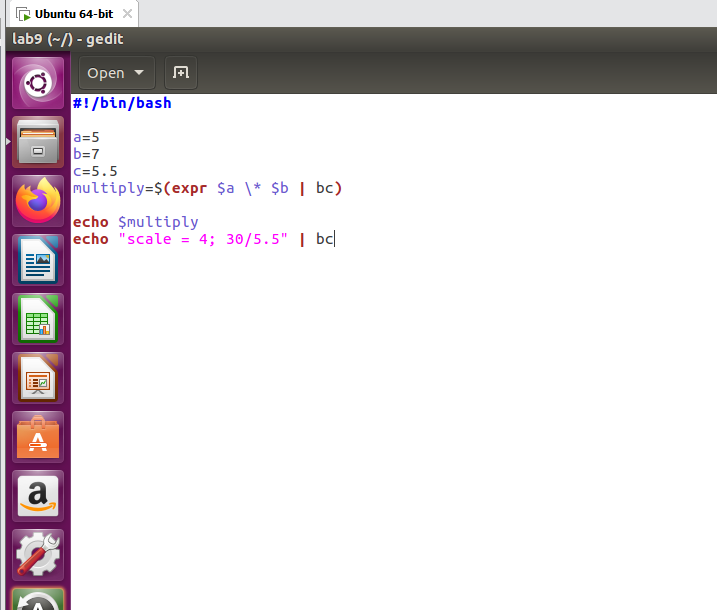 Ubuntu 64-bit
lab9 (~/) - gedit
Open
#!/bin/bash
a=5
b=7
c=5.5
multiply=$(expr $a \* $b | bc)
echo $multiply
echo "scale = 4; 30/5.5" | bc